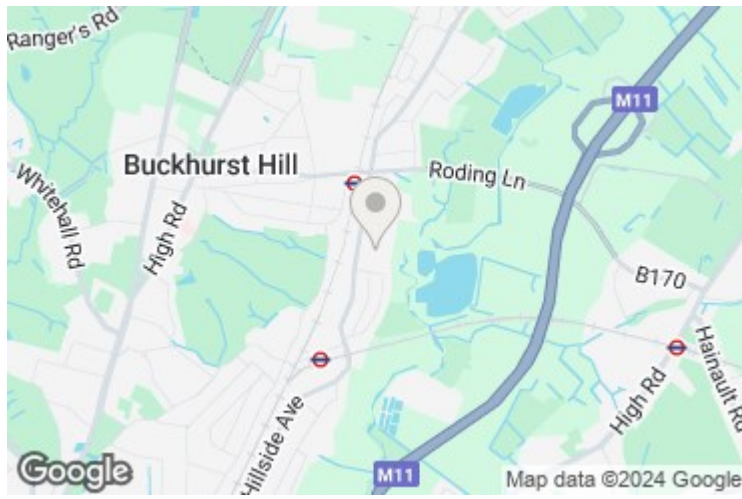 Ranger's Rd
M11
Buckhurst Hill
Roding Ln
Whitehall Rd
High Rd
B170
Hainault Rd
High Rd
Hillside Ave
Google
M11
Map data ©2024 Google